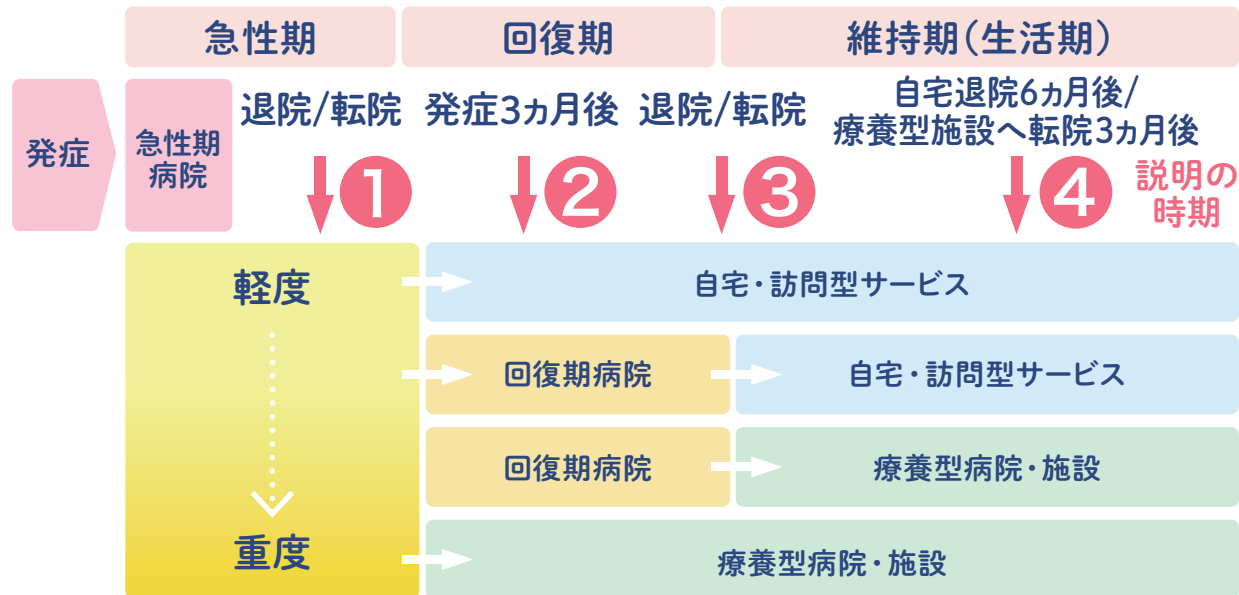 急性期
回復期
維持期(生活期)
発症
急性期
病院
退院/転院
発症3ヵ月後
退院/転院
自宅退院6ヵ月後/
療養型施設へ転院3ヵ月後
1
2
3
4
説明の
時期
軽度
自宅・訪問型サービス
回復期病院
自宅・訪問型サービス
回復期病院
療養型病院・施設
重度
療養型病院・施設